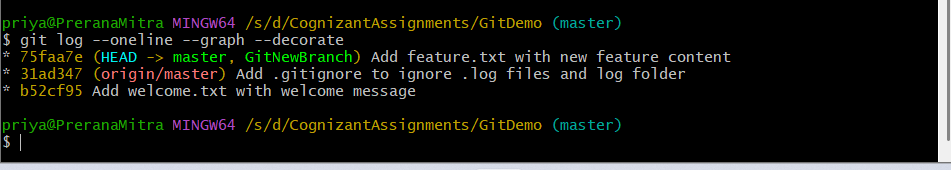 priya@PreranaMitra MINGW64 /s/d/CognizantAssignments/GitDemo (master)
$ git log --oneline --graph --decorate
* 75faa7e (HEAD -> master, GitNewBranch) Add feature.txt with new feature content
* 31ad347 (origin/master) Add .gitignore to ignore .log files and log folder
* b52cf95 Add welcome.txt with welcome message
priya@PreranaMitra MINGW64 /s/d/CognizantAssignments/GitDemo (master)
$